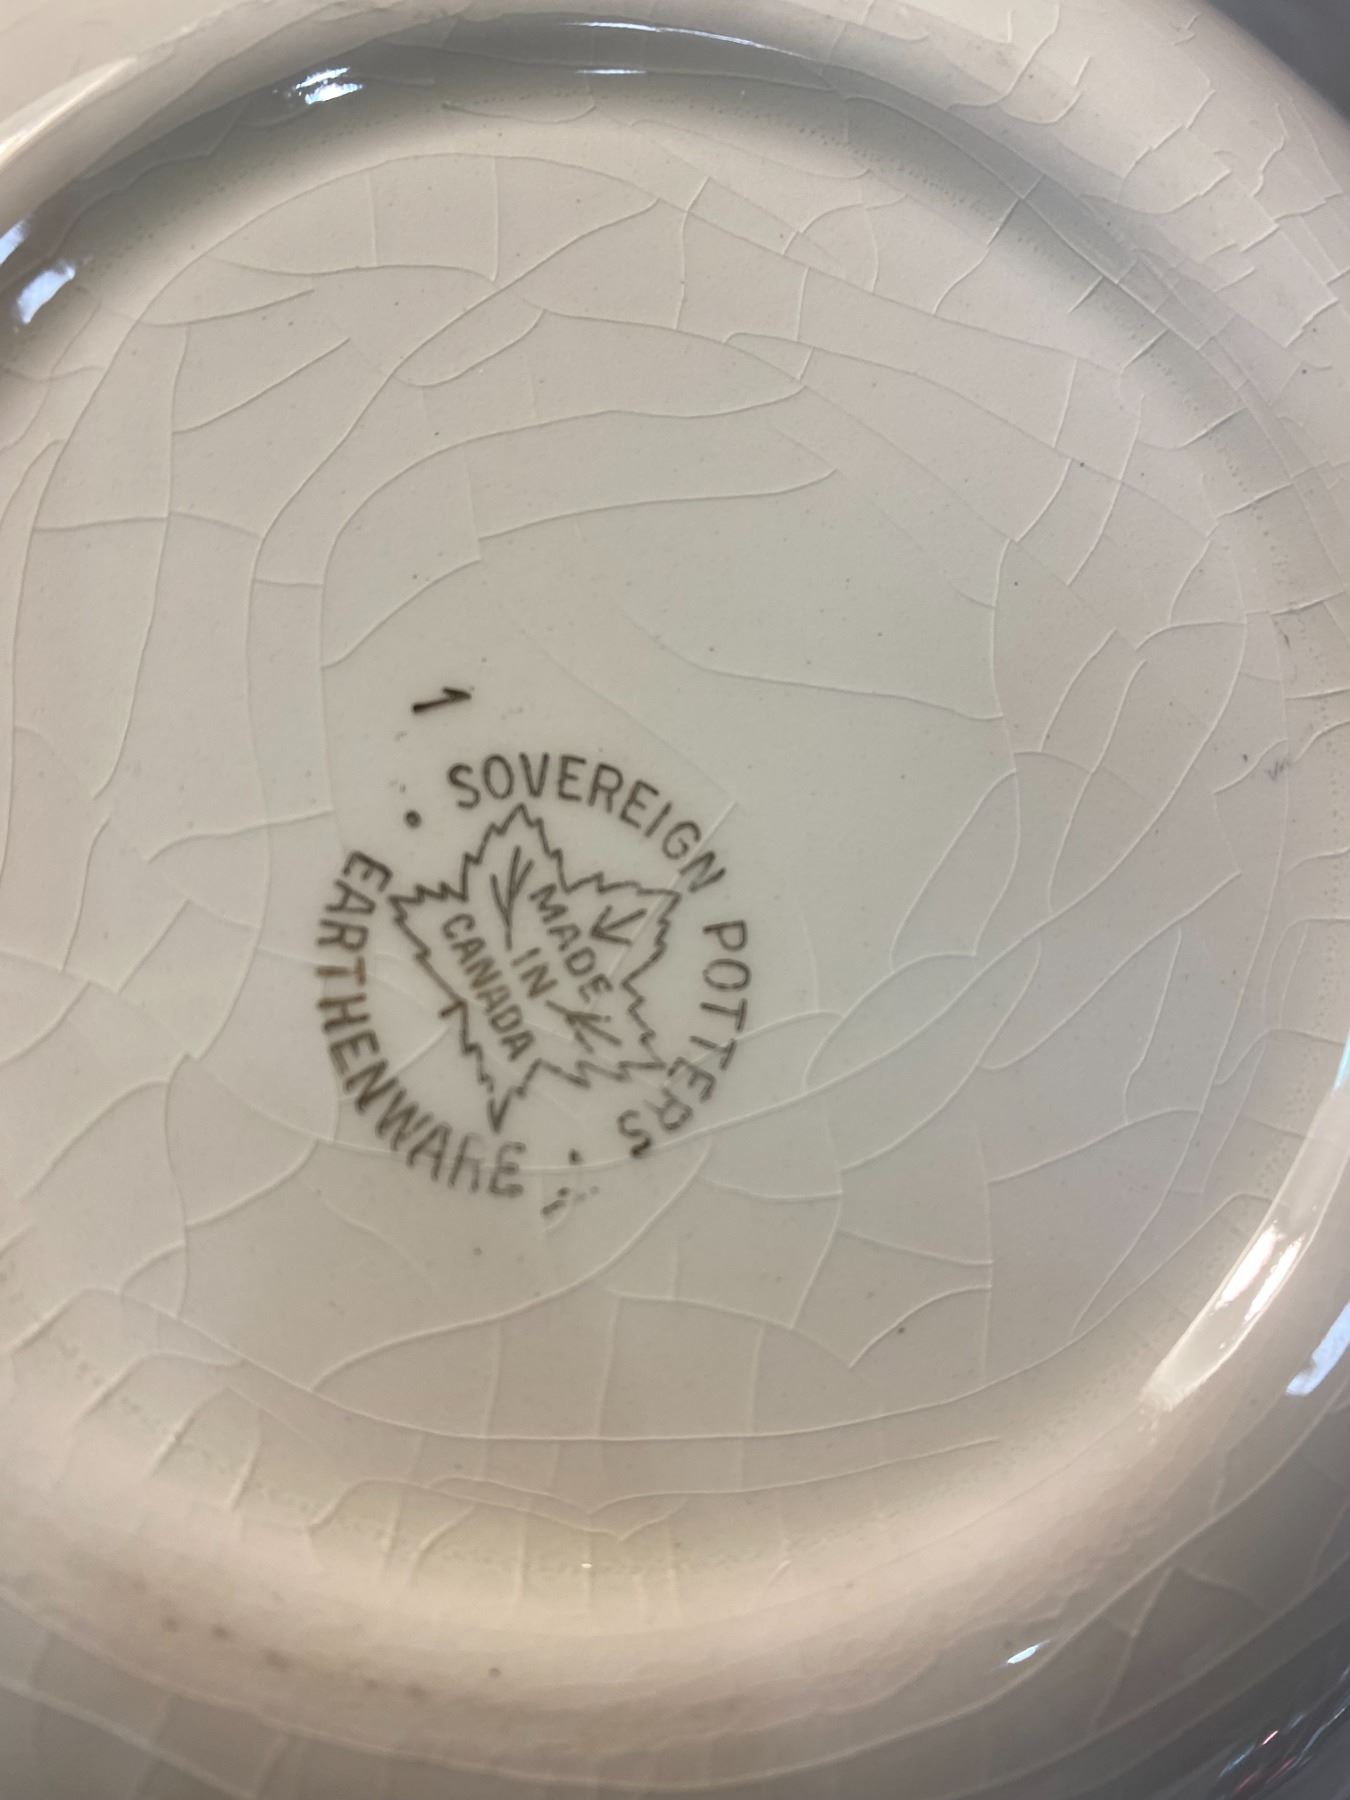 1
SOVEREIGN POTTERS
MADE
IN
CANADA
EARTHENWARE